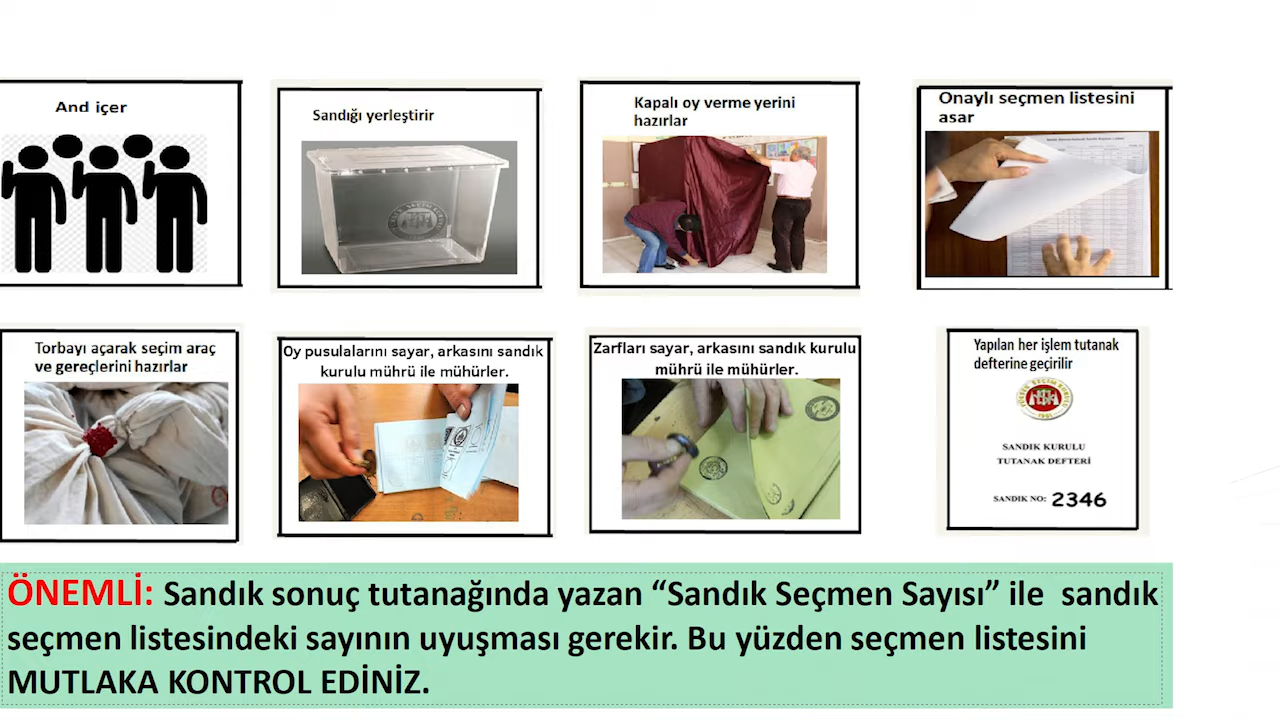 And içer
Sandığı yerleştirir
Kapalı oy verme yerini
hazırlar
Onaylı seçmen listesini
asar
Torbayı açarak seçim araç
ve gereçlerini hazırlar
Oy pusulalarını sayar, arkasını sandık
kurulu mührü ile mühürler.
Zarfları sayar, arkasını sandık kurulu
mührü ile mühürler.
Yapılan her işlem tutanak
defterine geçirilir
YÜKSEK SEÇİM KURULU
SANDIK KURULU
TUTANAK DEFTERİ
SANDIK NO: 2346
ÖNEMLİ: Sandık sonuç tutanağında yazan “Sandık Seçmen Sayısı” ile sandık
seçmen listesindeki sayının uyuşması gerekir. Bu yüzden seçmen listesini
MUTLAKA KONTROL EDİNİZ.